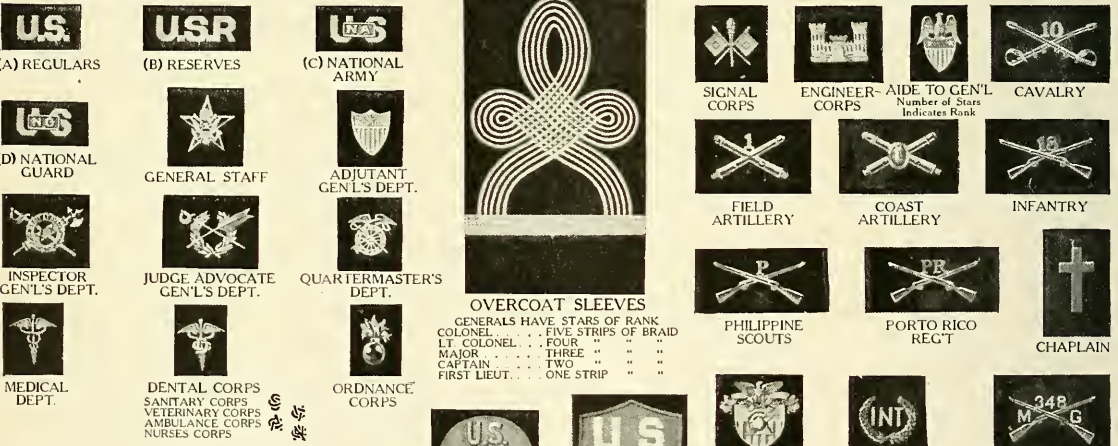 U.S.
(A) REGULARS
U.S.R
(B) RESERVES
U S
NA
(C) NATIONAL
ARMY
U S
NG
(D) NATIONAL
GUARD
GENERAL STAFF
ADJUTANT
GEN'L'S DEPT.
INSPECTOR
GEN'L'S DEPT.
JUDGE ADVOCATE
GEN'L'S DEPT.
QUARTERMASTER'S
DEPT.
MEDICAL
DEPT.
DENTAL CORPS
SANITARY CORPS
VETERINARY CORPS
AMBULANCE CORPS
NURSES CORPS
ORDNANCE
CORPS
OVERCOAT SLEEVES
GENERALS HAVE STARS OF RANK
COLONEL . . . . . FIVE STRIPS OF BRAID
LT. COLONEL . . . FOUR " " "
MAJOR . . . . . . THREE " " "
CAPTAIN . . . . . TWO " " "
FIRST LIEUT. . . . ONE STRIP " "
U.S.
U S
SIGNAL
CORPS
ENGINEER-
CORPS
AIDE TO GEN'L
Number of Stars
Indicates Rank
10
CAVALRY
1
FIELD
ARTILLERY
COAST
ARTILLERY
INFANTRY
P
PHILIPPINE
SCOUTS
PR
PORTO RICO
REG'T
CHAPLAIN
INT
348
M G